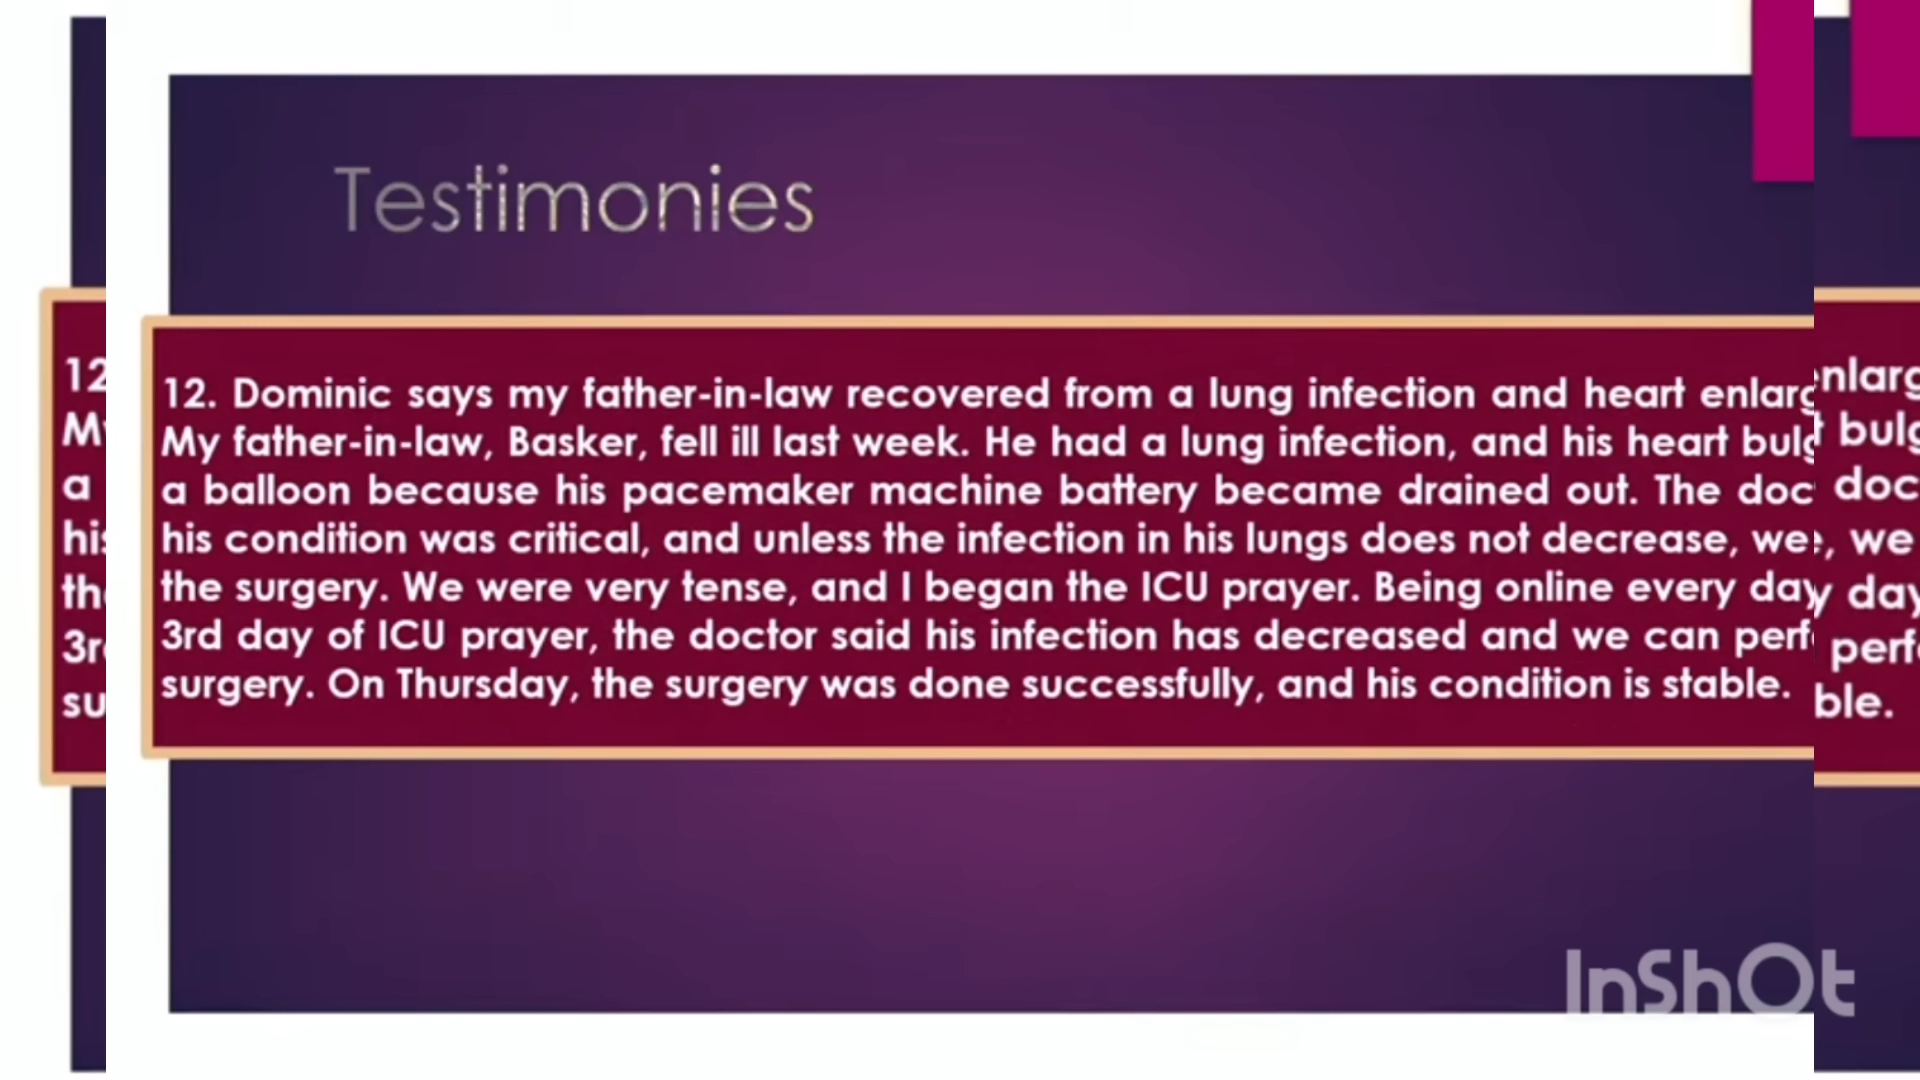 Testimonies
12. Dominic says my father-in-law recovered from a lung infection and heart enlarg
My father-in-law, Basker, fell ill last week. He had a lung infection, and his heart bulg
a balloon because his pacemaker machine battery became drained out. The doc
his condition was critical, and unless the infection in his lungs does not decrease, we
the surgery. We were very tense, and I began the ICU prayer. Being online every day
3rd day of ICU prayer, the doctor said his infection has decreased and we can perf
surgery. On Thursday, the surgery was done successfully, and his condition is stable.
InShOt